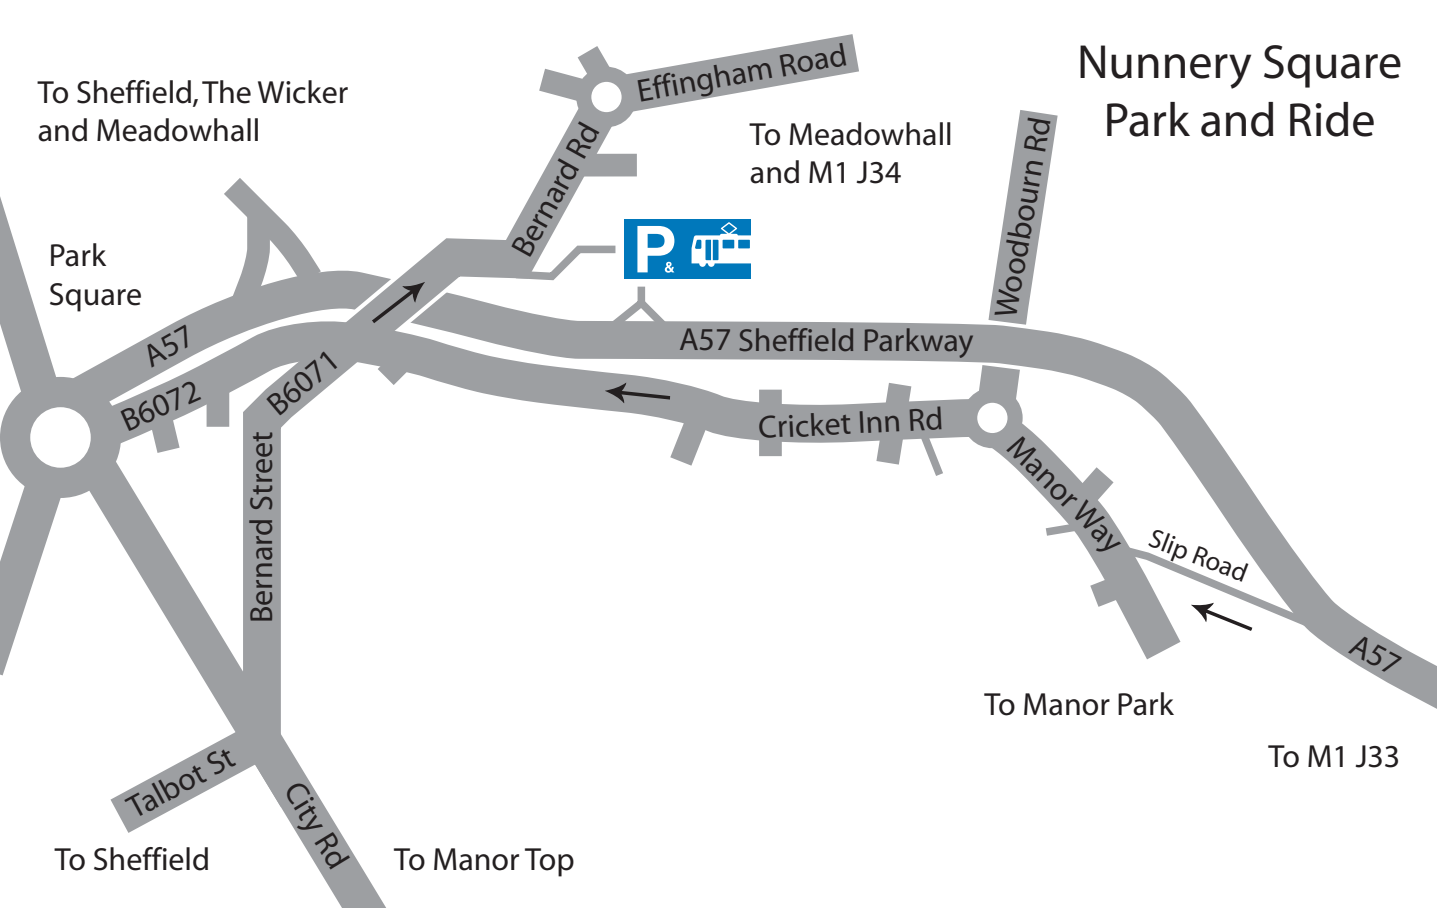 Nunnery Square
Park and Ride
To Sheffield, The Wicker
and Meadowhall
Effingham Road
To Meadowhall
and M1 J34
Bernard Rd
Woodbourn Rd
Park
Square
P
&
A57
A57 Sheffield Parkway
B6072
B6071
Cricket Inn Rd
Manor Way
Slip Road
Bernard Street
A57
To Manor Park
To M1 J33
Talbot St
City Rd
To Sheffield
To Manor Top